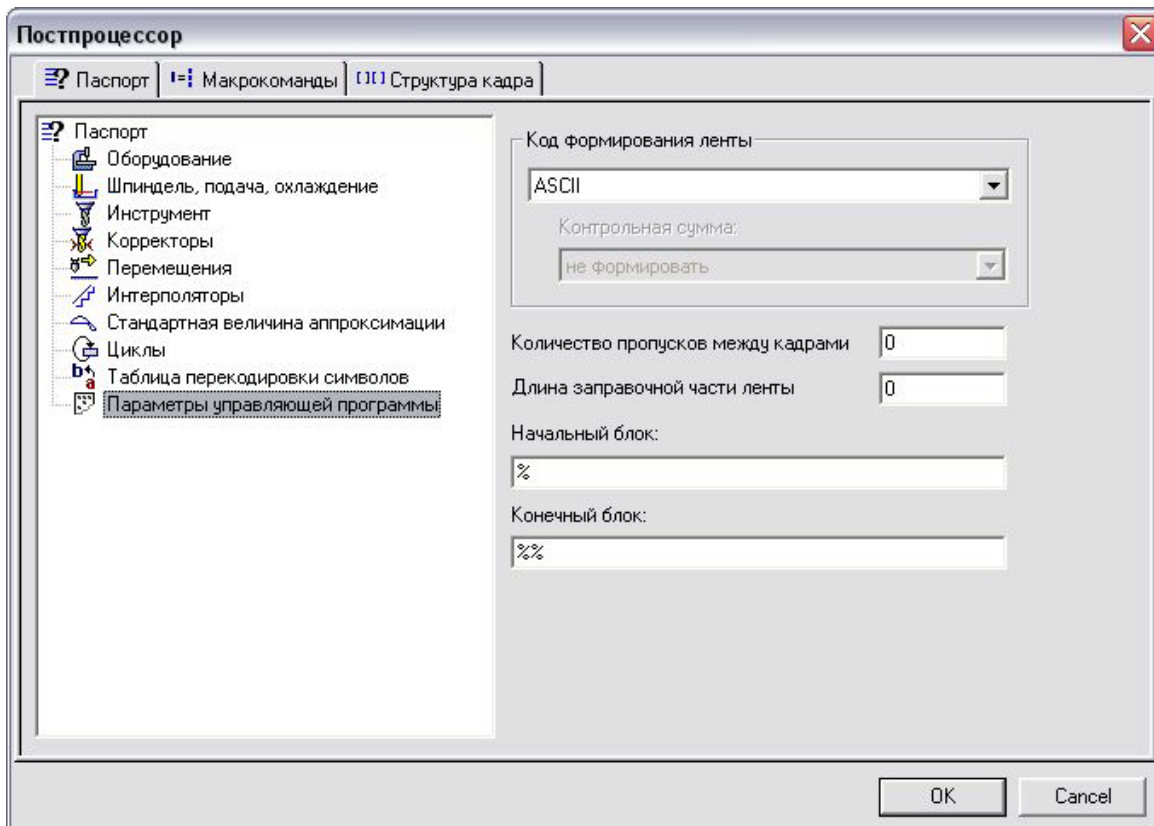 Постпроцессор
Паспорт
Макрокоманды
Структура кадра
Паспорт
Оборудование
Шпиндель, подача, охлаждение
Инструмент
Корректоры
Перемещения
Интерполяторы
Стандартная величина аппроксимации
Циклы
Таблица перекодировки символов
Параметры управляющей программы
Код формирования ленты
ASCII
Контрольная сумма:
не формировать
Количество пропусков между кадрами
0
Длина заправочной части ленты
0
Начальный блок:
%
Конечный блок:
%%
OK
Cancel